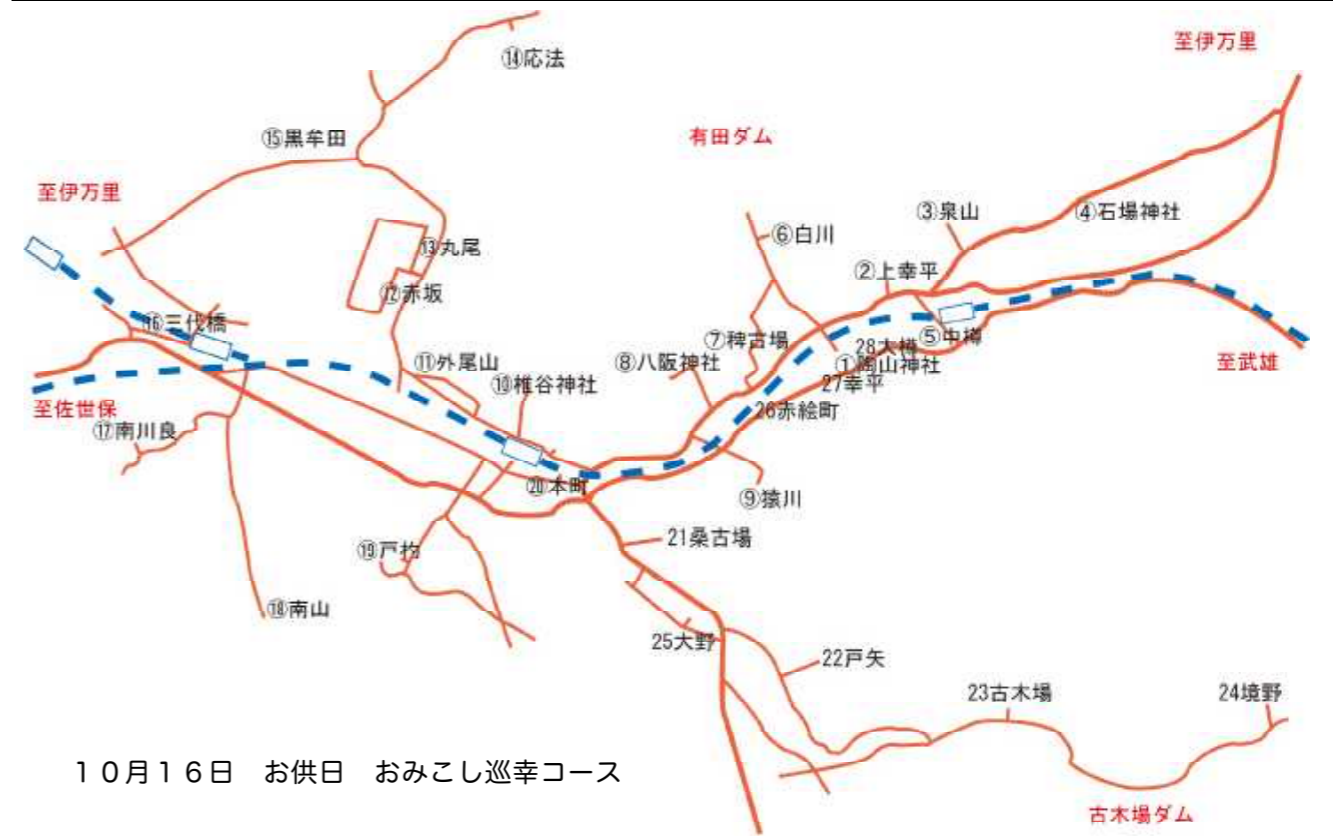 至伊万里
⑭応法
有田ダム
⑮黒牟田
至伊万里
③泉山
④石場神社
⑥白川
⑬丸尾
②上幸平
⑫赤坂
⑯三代橋
⑦稗古場
⑤中樽
28大樽
⑧八阪神社
①陶山神社
⑪外尾山
至武雄
27幸平
⑩椎谷神社
26赤絵町
至佐世保
⑰南川良
⑳本町
⑨猿川
21桑古場
⑲戸杓
⑱南山
25大野
22戸矢
23古木場
24境野
10月16日　お供日　おみこし巡幸コース
古木場ダム